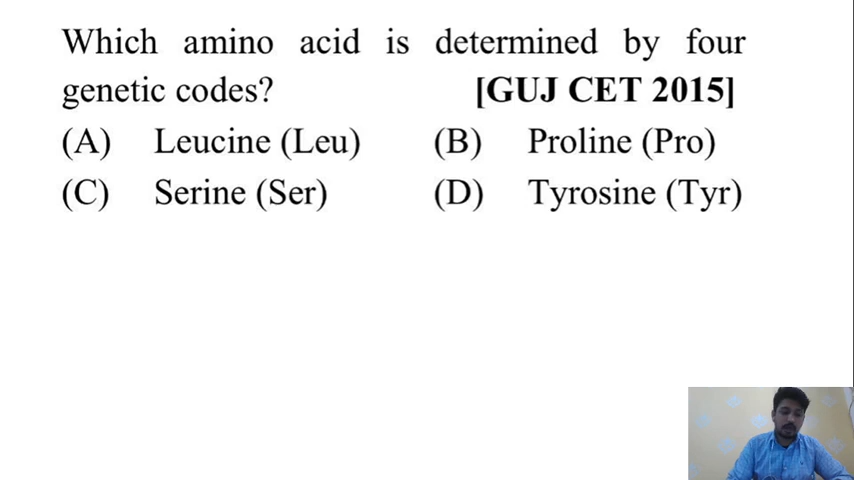 Which amino acid is determined by four
genetic codes? [GUJ CET 2015]
(A) Leucine (Leu) (B) Proline (Pro)
(C) Serine (Ser) (D) Tyrosine (Tyr)